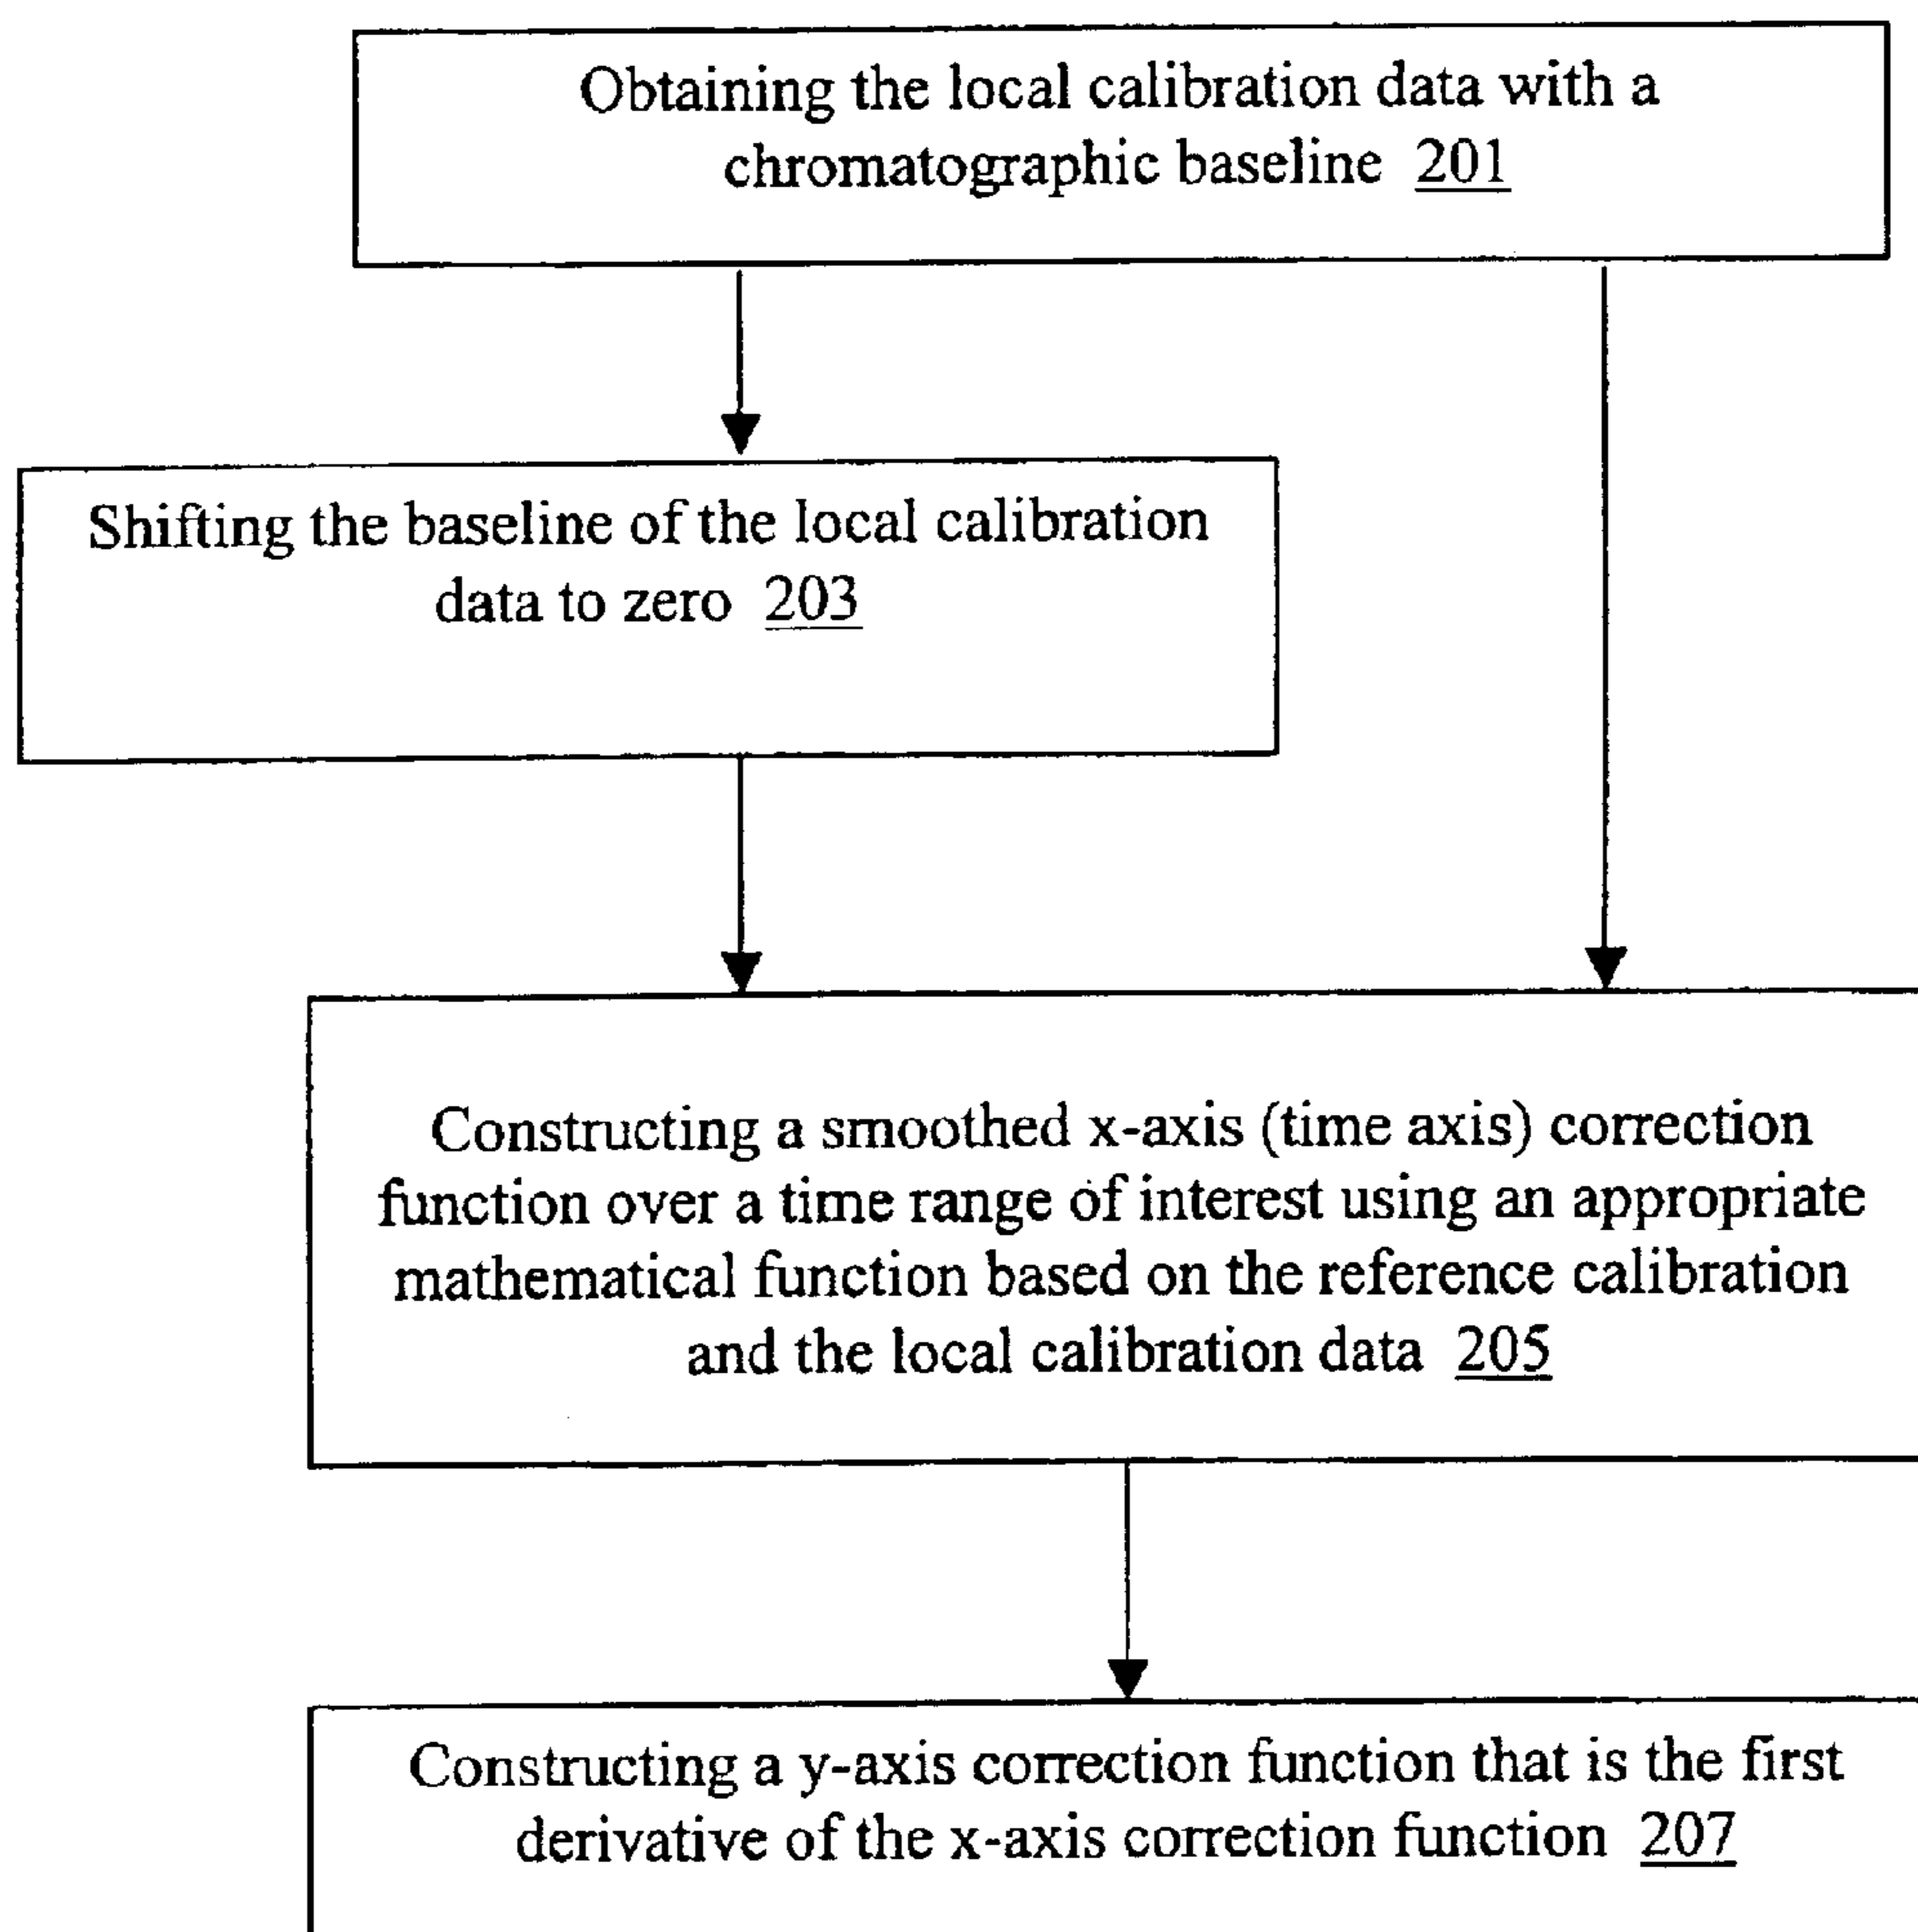 Obtaining the local calibration data with a
chromatographic baseline 201
Shifting the baseline of the local calibration
data to zero 203
Constructing a smoothed x-axis (time axis) correction
function over a time range of interest using an appropriate
mathematical function based on the reference calibration
and the local calibration data 205
Constructing a y-axis correction function that is the first
derivative of the x-axis correction function 207